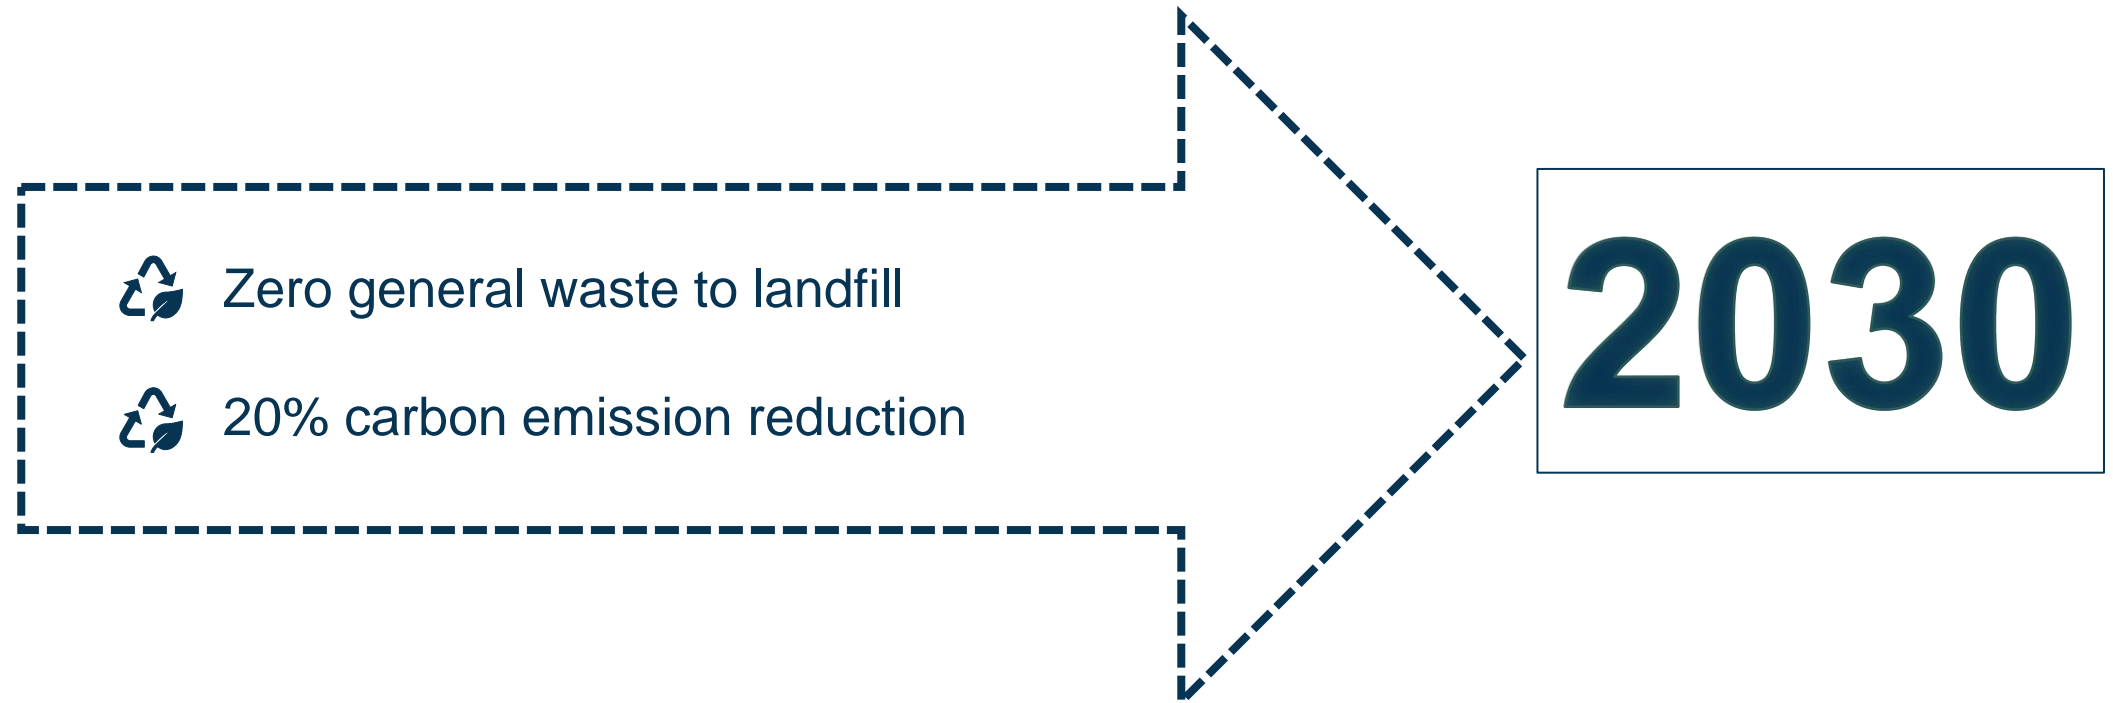 Zero general waste to landfill
20% carbon emission reduction
2030